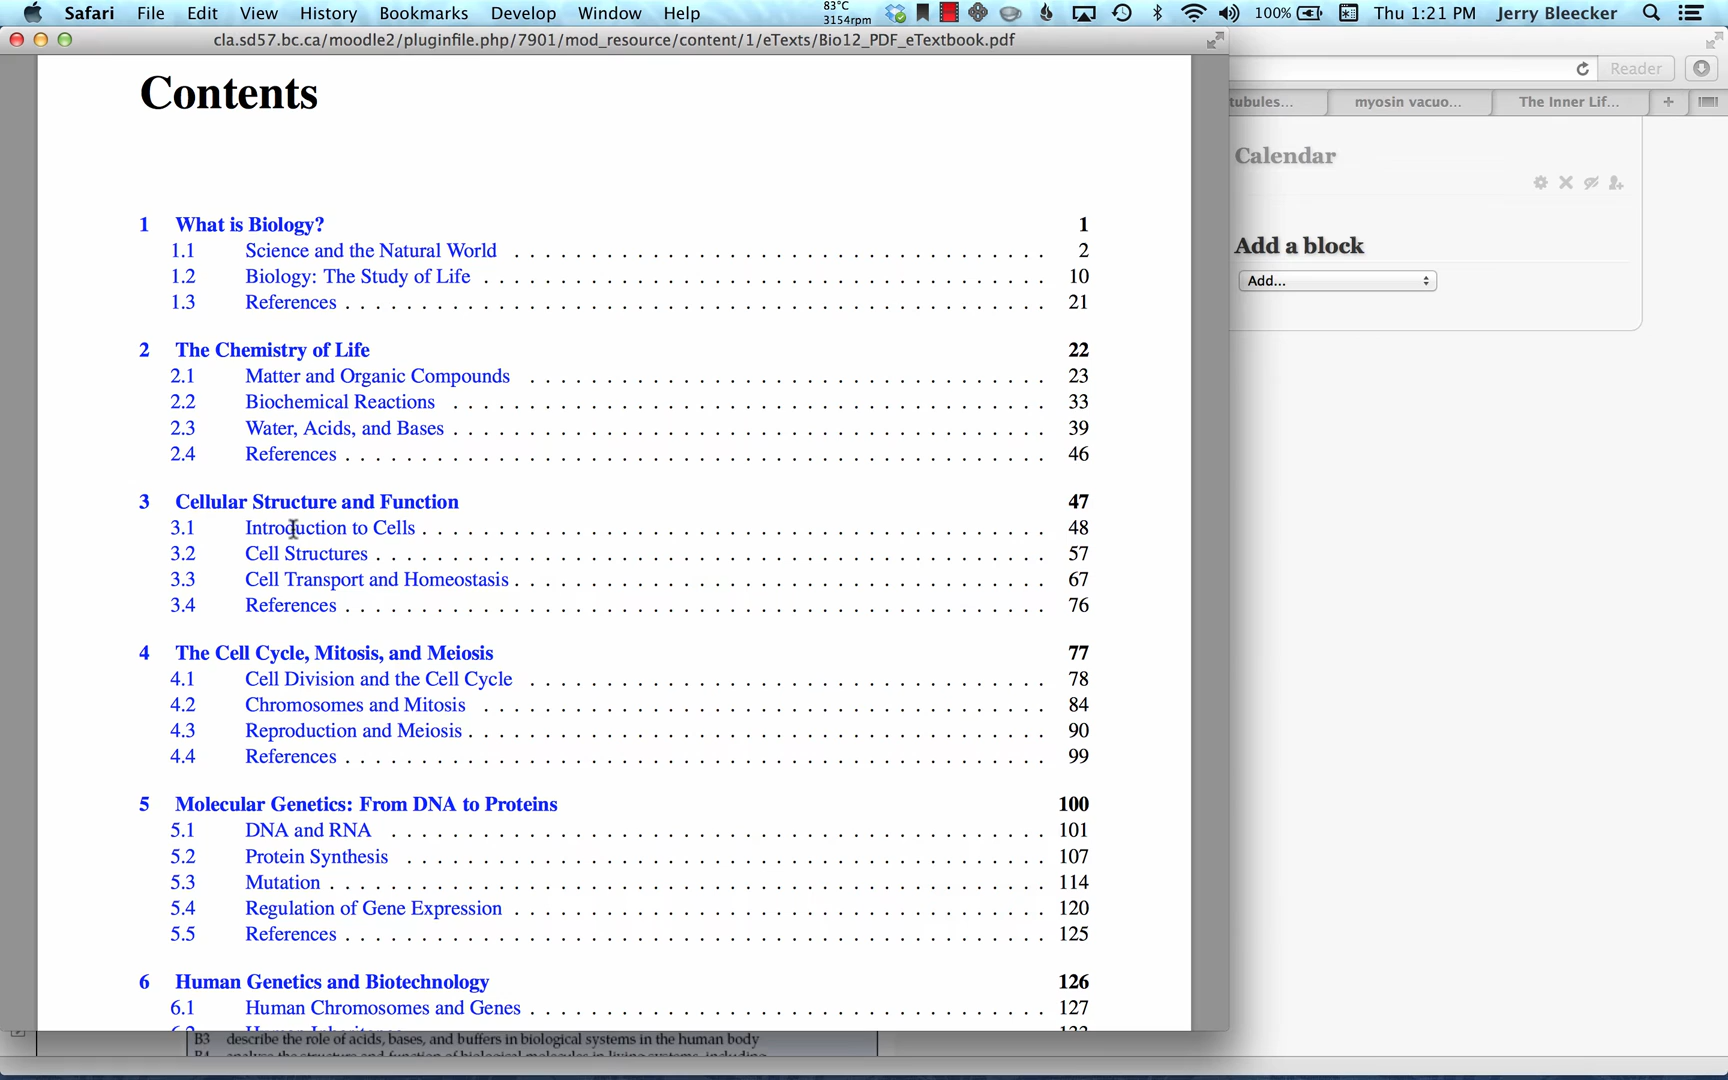 Safari File Edit View History Bookmarks Develop Window Help 83°C 3154rpm 100% Thu 1:21 PM Jerry Bleecker
cla.sd57.bc.ca/moodle2/pluginfile.php/7901/mod_resource/content/1/eTexts/Bio12_PDF_eTextbook.pdf
Reader
tubules... myosin vacuo... The Inner Lif...
Contents
Calendar
Add a block
Add...
1 What is Biology? 1
1.1 Science and the Natural World . . . . . . . . . . . . . . . . . . . . . . . . . . . . . . . . . . . 2
1.2 Biology: The Study of Life . . . . . . . . . . . . . . . . . . . . . . . . . . . . . . . . . . . . . 10
1.3 References . . . . . . . . . . . . . . . . . . . . . . . . . . . . . . . . . . . . . . . . . . . . . . 21
2 The Chemistry of Life 22
2.1 Matter and Organic Compounds . . . . . . . . . . . . . . . . . . . . . . . . . . . . . . . . . . 23
2.2 Biochemical Reactions . . . . . . . . . . . . . . . . . . . . . . . . . . . . . . . . . . . . . . . 33
2.3 Water, Acids, and Bases . . . . . . . . . . . . . . . . . . . . . . . . . . . . . . . . . . . . . . . 39
2.4 References . . . . . . . . . . . . . . . . . . . . . . . . . . . . . . . . . . . . . . . . . . . . . . 46
3 Cellular Structure and Function 47
3.1 Introduction to Cells . . . . . . . . . . . . . . . . . . . . . . . . . . . . . . . . . . . . . . . . . 48
3.2 Cell Structures . . . . . . . . . . . . . . . . . . . . . . . . . . . . . . . . . . . . . . . . . . . . 57
3.3 Cell Transport and Homeostasis . . . . . . . . . . . . . . . . . . . . . . . . . . . . . . . . . . . 67
3.4 References . . . . . . . . . . . . . . . . . . . . . . . . . . . . . . . . . . . . . . . . . . . . . . 76
4 The Cell Cycle, Mitosis, and Meiosis 77
4.1 Cell Division and the Cell Cycle . . . . . . . . . . . . . . . . . . . . . . . . . . . . . . . . . . 78
4.2 Chromosomes and Mitosis . . . . . . . . . . . . . . . . . . . . . . . . . . . . . . . . . . . . . 84
4.3 Reproduction and Meiosis . . . . . . . . . . . . . . . . . . . . . . . . . . . . . . . . . . . . . . 90
4.4 References . . . . . . . . . . . . . . . . . . . . . . . . . . . . . . . . . . . . . . . . . . . . . . 99
5 Molecular Genetics: From DNA to Proteins 100
5.1 DNA and RNA . . . . . . . . . . . . . . . . . . . . . . . . . . . . . . . . . . . . . . . . . . . 101
5.2 Protein Synthesis . . . . . . . . . . . . . . . . . . . . . . . . . . . . . . . . . . . . . . . . . . 107
5.3 Mutation . . . . . . . . . . . . . . . . . . . . . . . . . . . . . . . . . . . . . . . . . . . . . . . 114
5.4 Regulation of Gene Expression . . . . . . . . . . . . . . . . . . . . . . . . . . . . . . . . . . . 120
5.5 References . . . . . . . . . . . . . . . . . . . . . . . . . . . . . . . . . . . . . . . . . . . . . . 125
6 Human Genetics and Biotechnology 126
6.1 Human Chromosomes and Genes . . . . . . . . . . . . . . . . . . . . . . . . . . . . . . . . . . 127
B3 describe the role of acids, bases, and buffers in biological systems in the human body